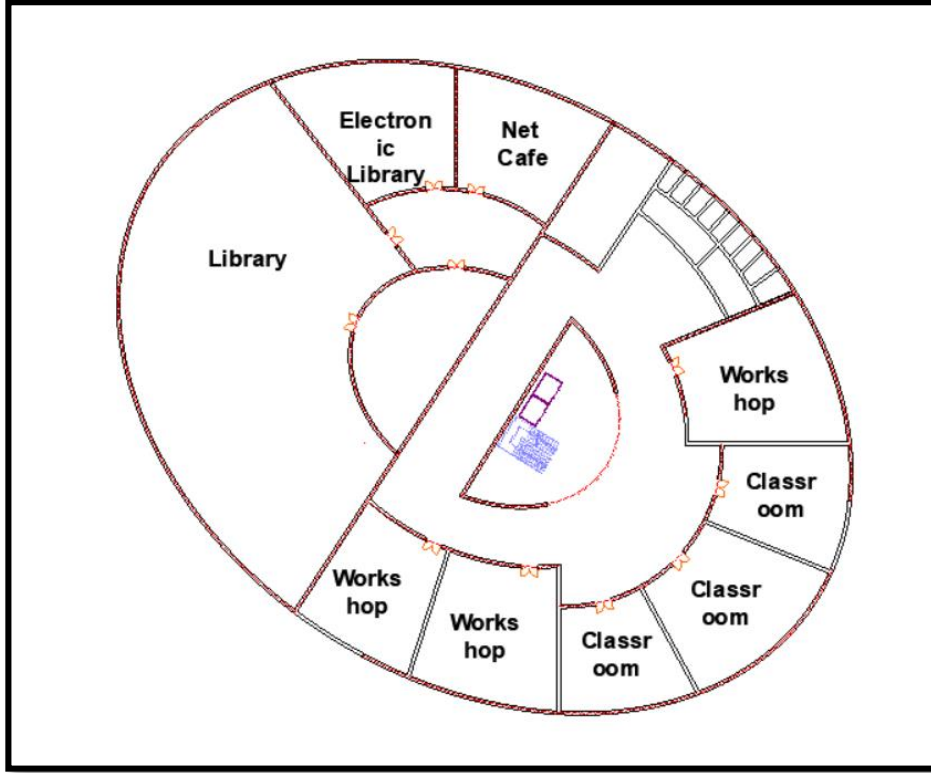 Electron
ic
Library
Net
Cafe
Library
Works
hop
Classr
oom
Classr
oom
Works
hop
Works
hop
Classr
oom